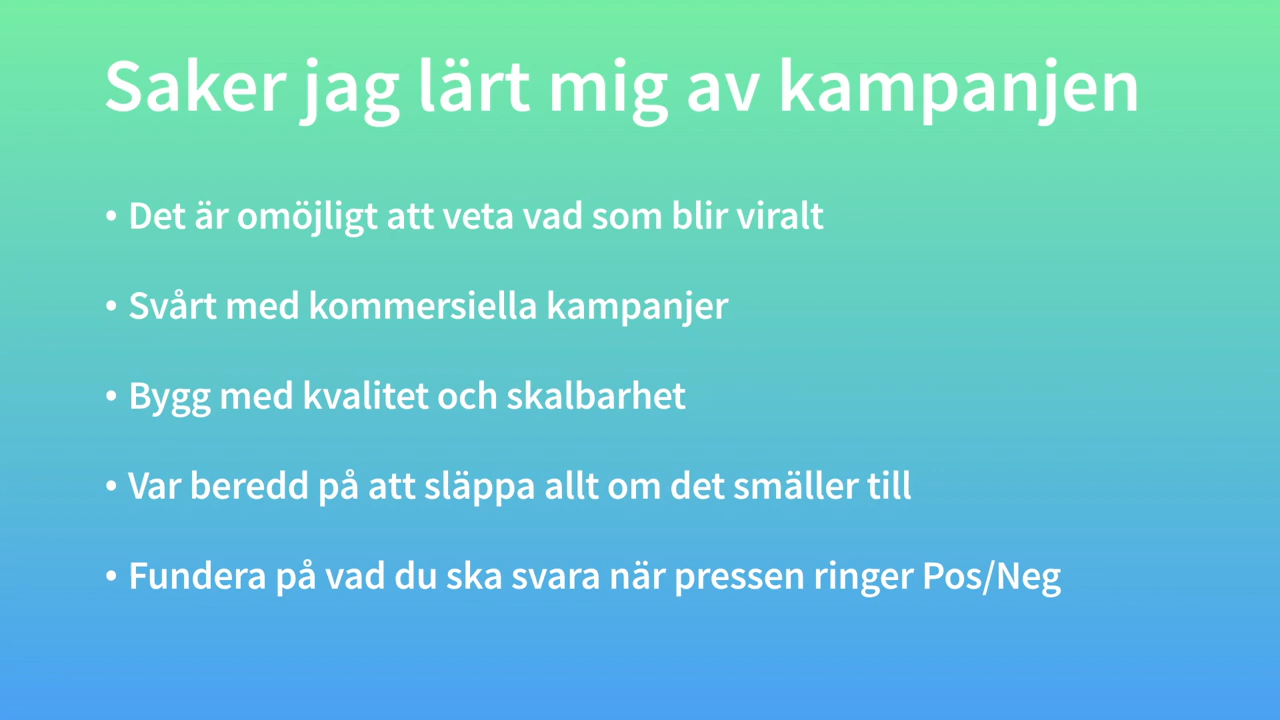 Saker jag lärt mig av kampanjen
• Det är omöjligt att veta vad som blir viralt
• Svårt med kommersiella kampanjer
• Bygg med kvalitet och skalbarhet
• Var beredd på att släppa allt om det smäller till
• Fundera på vad du ska svara när pressen ringer Pos/Neg